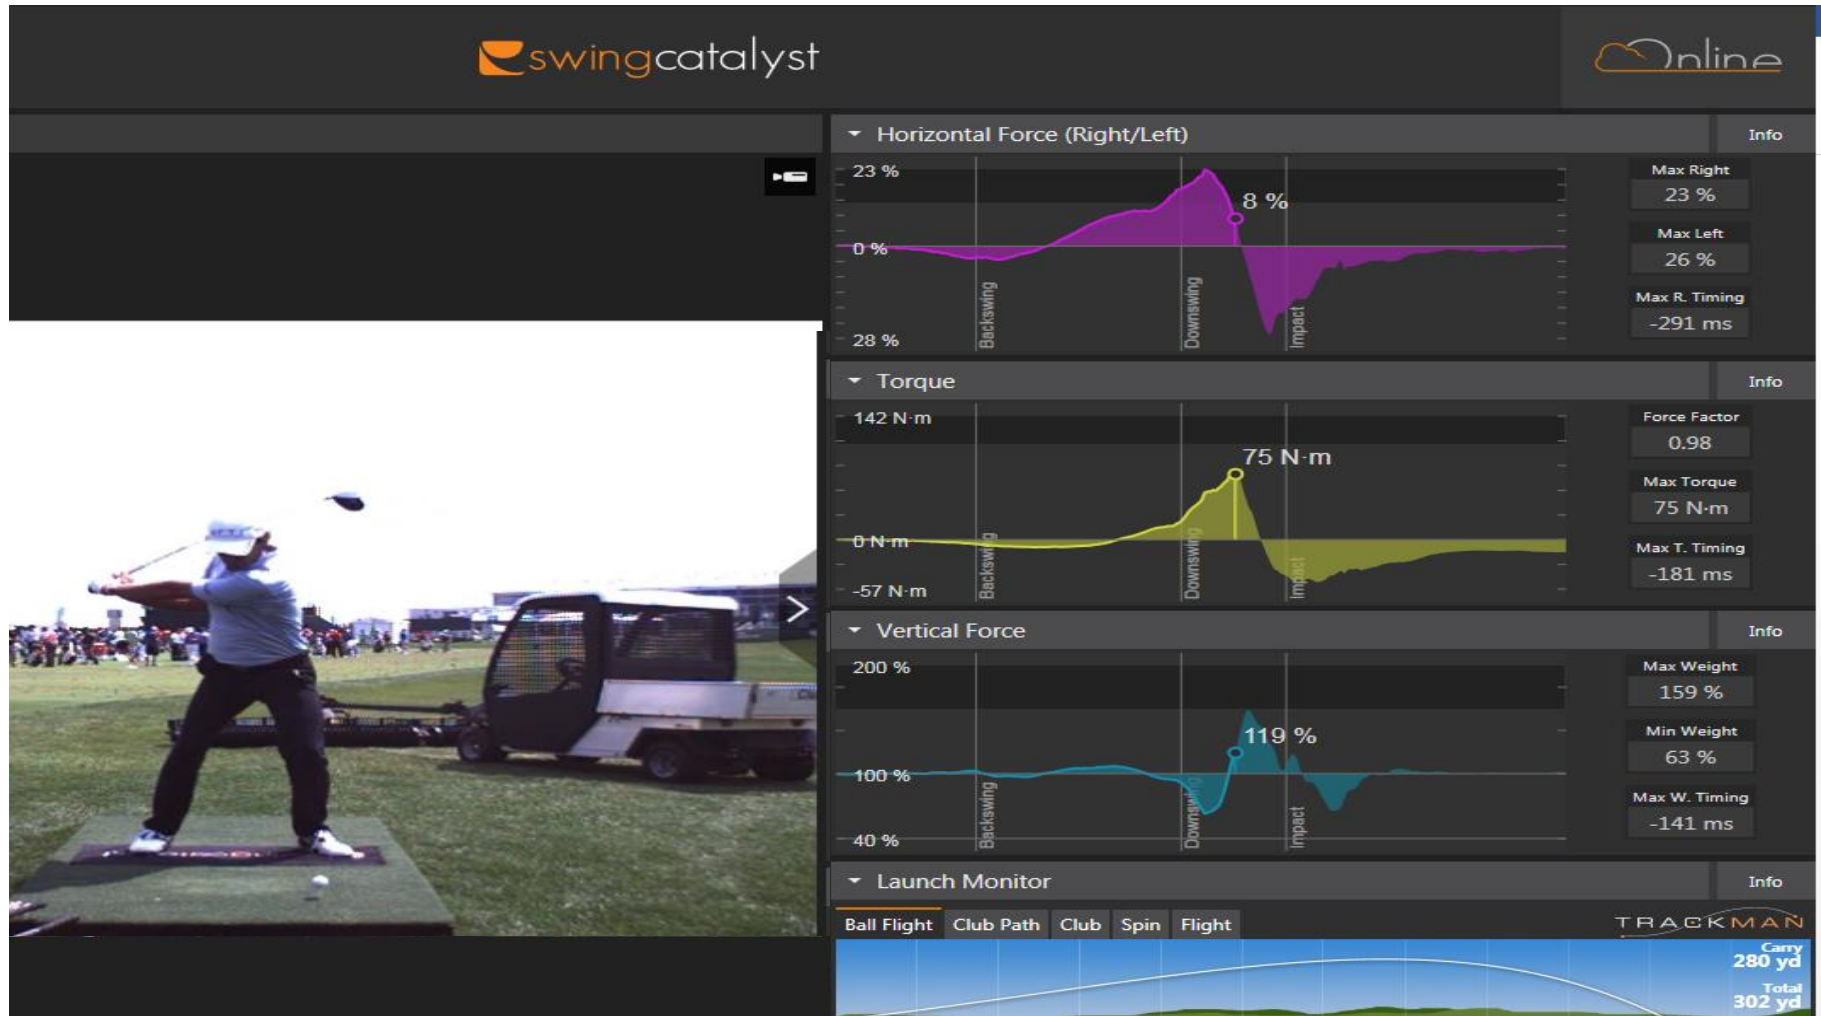 swingcatalyst
Online
Horizontal Force (Right/Left)
Info
23 %
8 %
0 %
28 %
Backswing
Downswing
Impact
Max Right
23 %
Max Left
26 %
Max R. Timing
-291 ms
Torque
Info
142 N·m
75 N·m
0 N·m
-57 N·m
Backswing
Downswing
Impact
Force Factor
0.98
Max Torque
75 N·m
Max T. Timing
-181 ms
Vertical Force
Info
200 %
119 %
100 %
40 %
Backswing
Downswing
Impact
Max Weight
159 %
Min Weight
63 %
Max W. Timing
-141 ms
Launch Monitor
Info
Ball Flight Club Path Club Spin Flight
TRACKMAN
Carry
280 yd
Total
302 yd